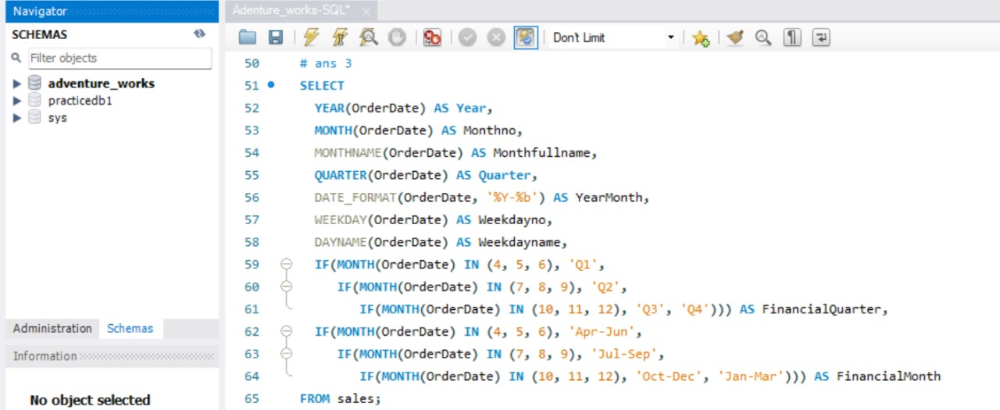 Navigator
SCHEMAS
Filter objects
adventure_works
practicedb1
sys
Administration Schemas
Information
No object selected
Adenture_works-SQL*
Don't Limit
50 # ans 3
51 SELECT
52 YEAR(OrderDate) AS Year,
53 MONTH(OrderDate) AS Monthno,
54 MONTHNAME(OrderDate) AS Monthfullname,
55 QUARTER(OrderDate) AS Quarter,
56 DATE_FORMAT(OrderDate, '%Y-%b') AS YearMonth,
57 WEEKDAY(OrderDate) AS Weekdayno,
58 DAYNAME(OrderDate) AS Weekdayname,
59 IF(MONTH(OrderDate) IN (4, 5, 6), 'Q1',
60 IF(MONTH(OrderDate) IN (7, 8, 9), 'Q2',
61 IF(MONTH(OrderDate) IN (10, 11, 12), 'Q3', 'Q4'))) AS FinancialQuarter,
62 IF(MONTH(OrderDate) IN (4, 5, 6), 'Apr-Jun',
63 IF(MONTH(OrderDate) IN (7, 8, 9), 'Jul-Sep',
64 IF(MONTH(OrderDate) IN (10, 11, 12), 'Oct-Dec', 'Jan-Mar'))) AS FinancialMonth
65 FROM sales;